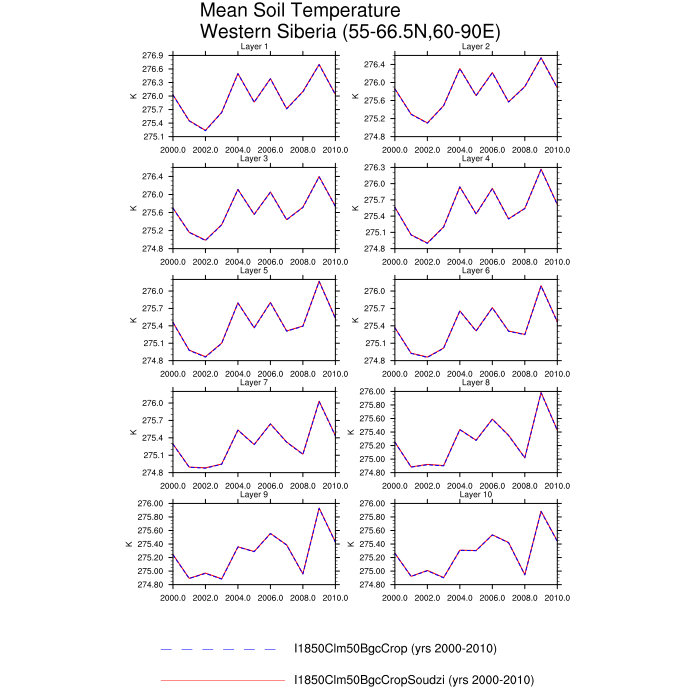 Mean Soil Temperature
Western Siberia (55-66.5N,60-90E)
Layer 1
276.9
276.6
276.3
276.0
275.7
275.4
275.1
K
2000.0 2002.0 2004.0 2006.0 2008.0 2010.0
Layer 2
276.4
276.0
275.6
275.2
274.8
K
2000.0 2002.0 2004.0 2006.0 2008.0 2010.0
Layer 3
276.4
276.0
275.6
275.2
274.8
K
2000.0 2002.0 2004.0 2006.0 2008.0 2010.0
Layer 4
276.3
276.0
275.7
275.4
275.1
274.8
K
2000.0 2002.0 2004.0 2006.0 2008.0 2010.0
Layer 5
276.0
275.7
275.4
275.1
274.8
K
2000.0 2002.0 2004.0 2006.0 2008.0 2010.0
Layer 6
276.0
275.7
275.4
275.1
274.8
K
2000.0 2002.0 2004.0 2006.0 2008.0 2010.0
Layer 7
276.0
275.7
275.4
275.1
274.8
K
2000.0 2002.0 2004.0 2006.0 2008.0 2010.0
Layer 8
276.00
275.80
275.60
275.40
275.20
275.00
274.80
K
2000.0 2002.0 2004.0 2006.0 2008.0 2010.0
Layer 9
276.00
275.80
275.60
275.40
275.20
275.00
274.80
K
2000.0 2002.0 2004.0 2006.0 2008.0 2010.0
Layer 10
276.00
275.80
275.60
275.40
275.20
275.00
274.80
K
2000.0 2002.0 2004.0 2006.0 2008.0 2010.0
I1850Clm50BgcCrop (yrs 2000-2010)
I1850Clm50BgcCropSoudzi (yrs 2000-2010)